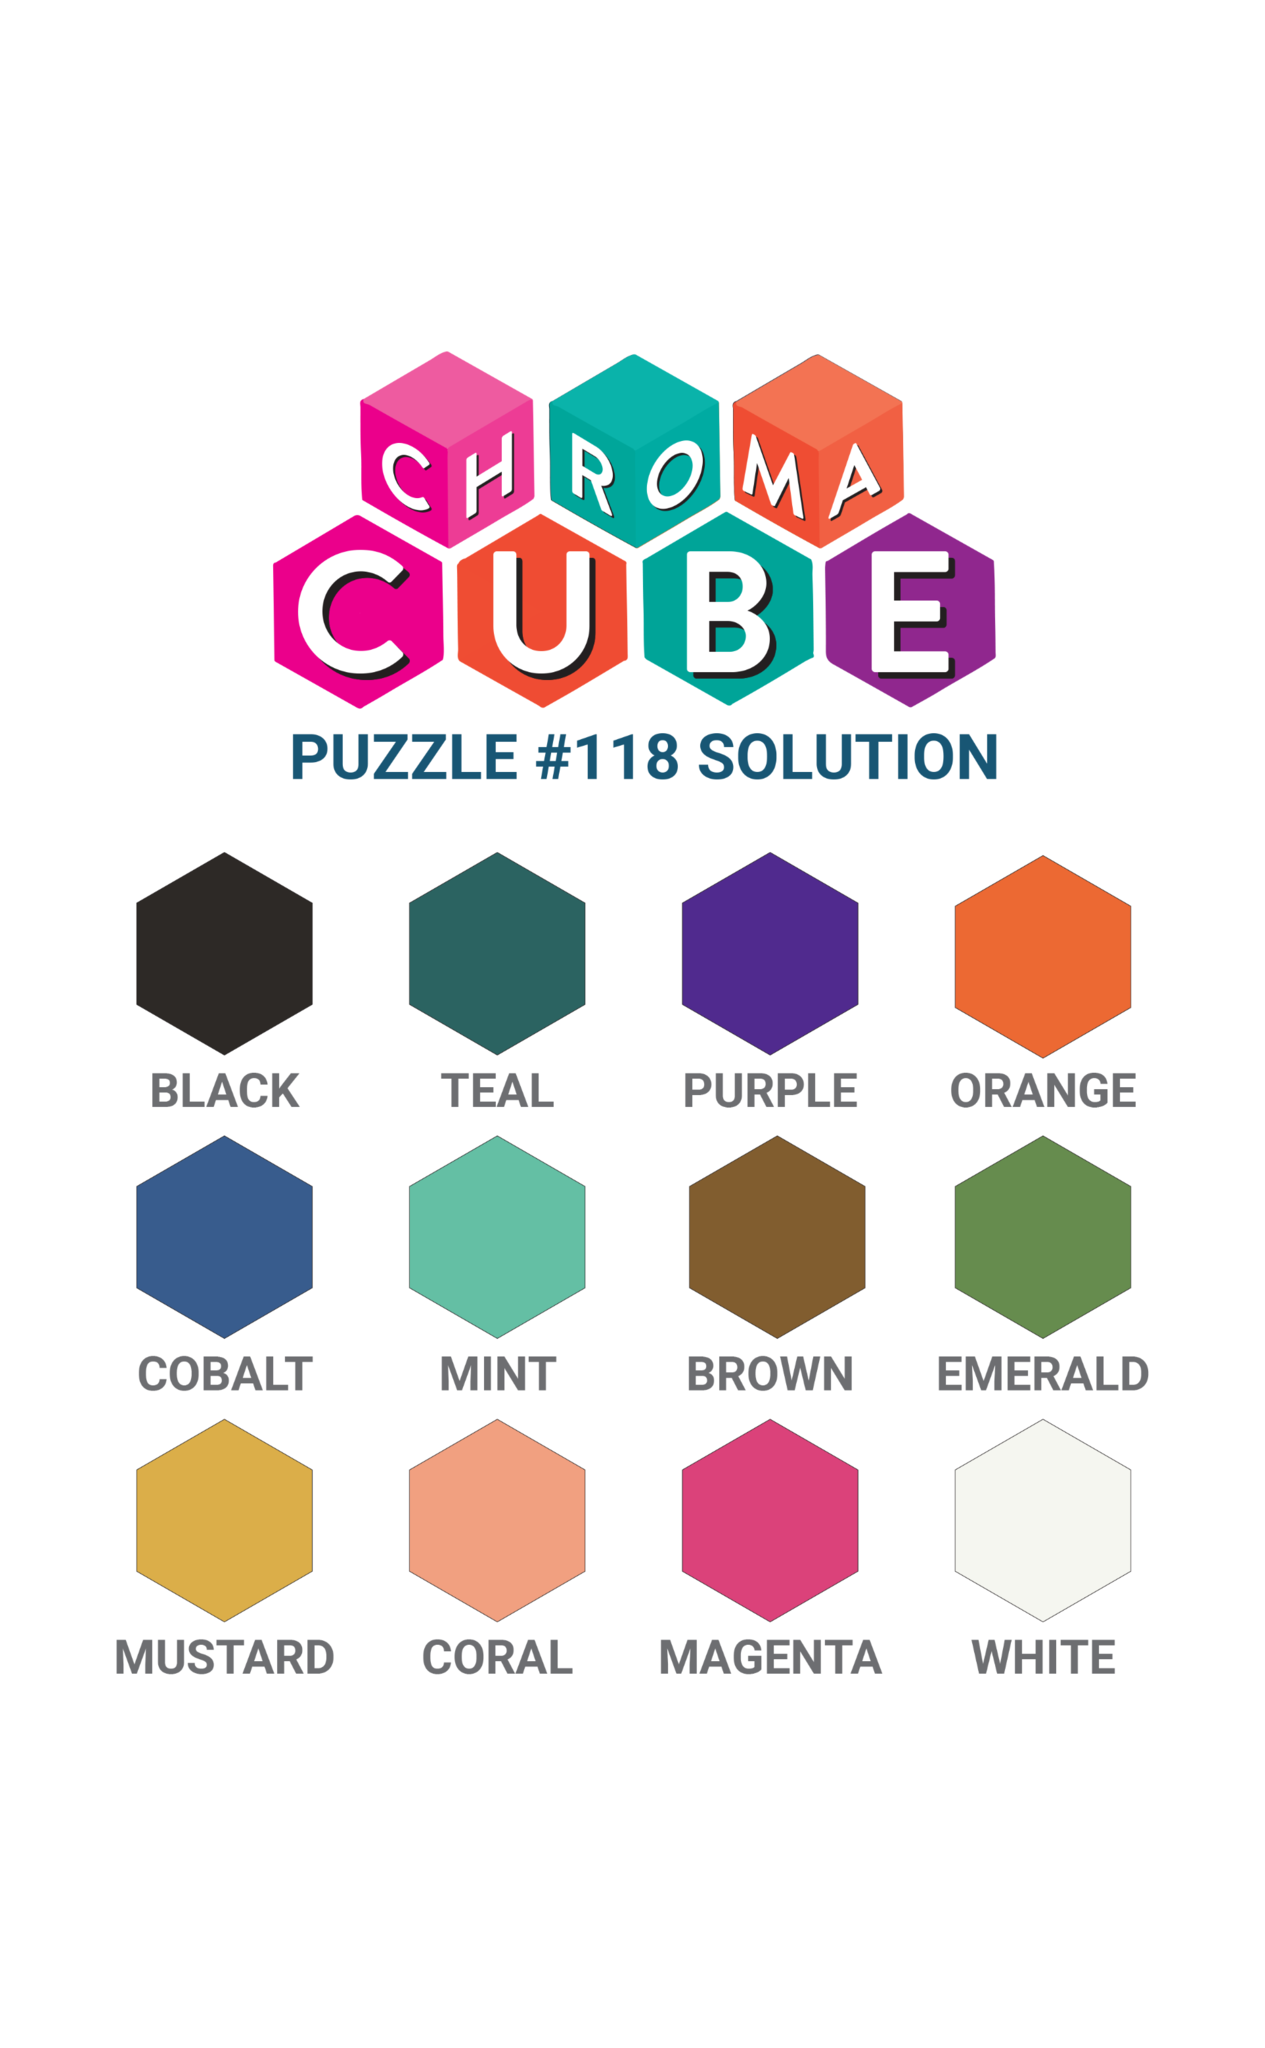 CHROMA
CUBE
PUZZLE #118 SOLUTION
BLACK TEAL PURPLE ORANGE
COBALT MINT BROWN EMERALD
MUSTARD CORAL MAGENTA WHITE